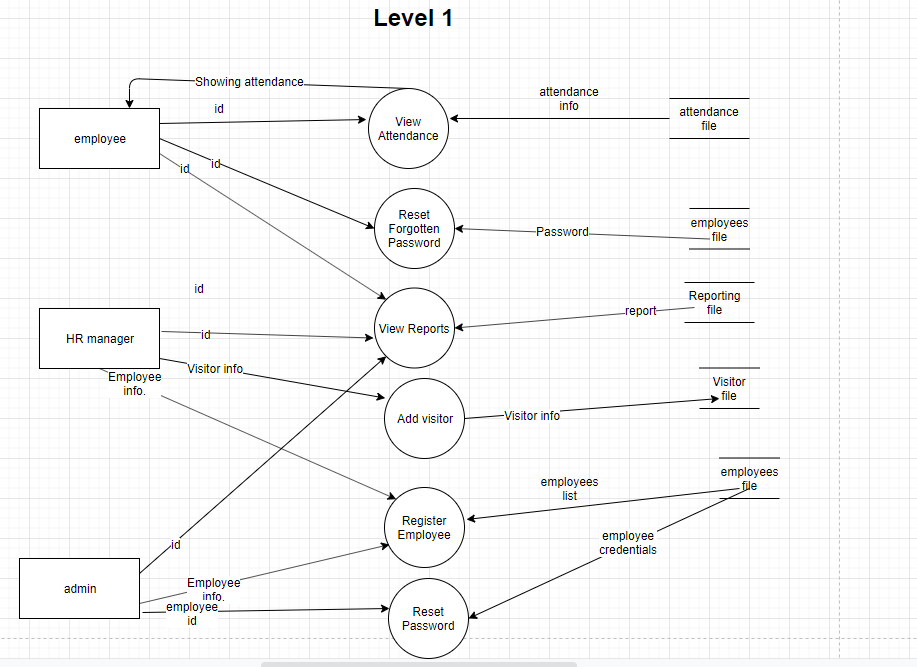 Level 1
Showing attendance
id
employee
View
Attendance
attendance
info
attendance
file
id
id
Reset
Forgotten
Password
Password
employees
file
id
HR manager
id
View Reports
report
Reporting
file
Visitor info
Employee
info.
Add visitor
Visitor info
Visitor
file
employees
list
employees
file
Register
Employee
employee
credentials
id
admin
Employee
info.
employee
id
Reset
Password